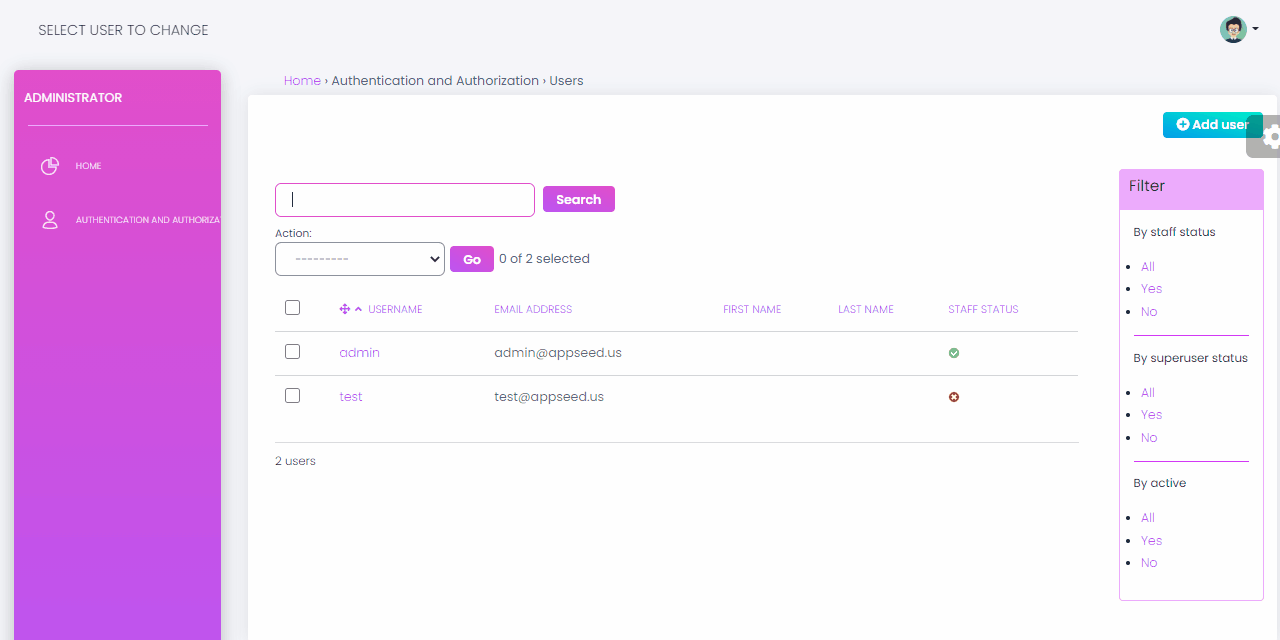 SELECT USER TO CHANGE
ADMINISTRATOR
HOME
AUTHENTICATION AND AUTHORIZA
Home › Authentication and Authorization › Users
Add user
Search
Action:
---------
Go
0 of 2 selected
USERNAME EMAIL ADDRESS FIRST NAME LAST NAME STAFF STATUS
admin admin@appseed.us
test test@appseed.us
2 users
Filter
By staff status
All
Yes
No
By superuser status
All
Yes
No
By active
All
Yes
No